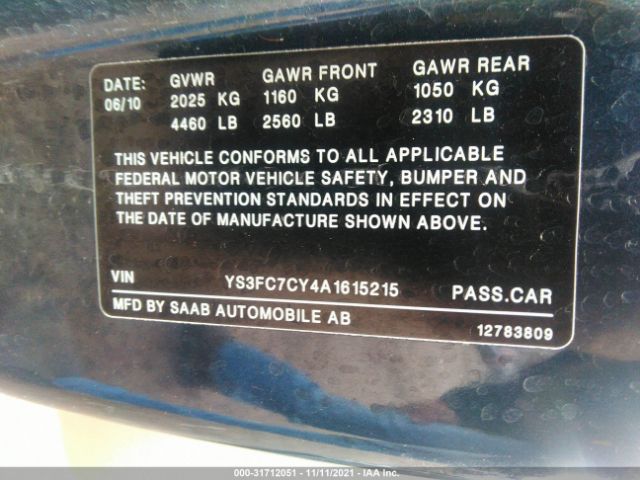 DATE: GVWR GAWR FRONT GAWR REAR
06/10 2025 KG 1160 KG 1050 KG
4460 LB 2560 LB 2310 LB
THIS VEHICLE CONFORMS TO ALL APPLICABLE
FEDERAL MOTOR VEHICLE SAFETY, BUMPER AND
THEFT PREVENTION STANDARDS IN EFFECT ON
THE DATE OF MANUFACTURE SHOWN ABOVE.
VIN YS3FC7CY4A1615215 PASS.CAR
MFD BY SAAB AUTOMOBILE AB
12783809
000-31712051 - 11/11/2021 - IAA Inc.